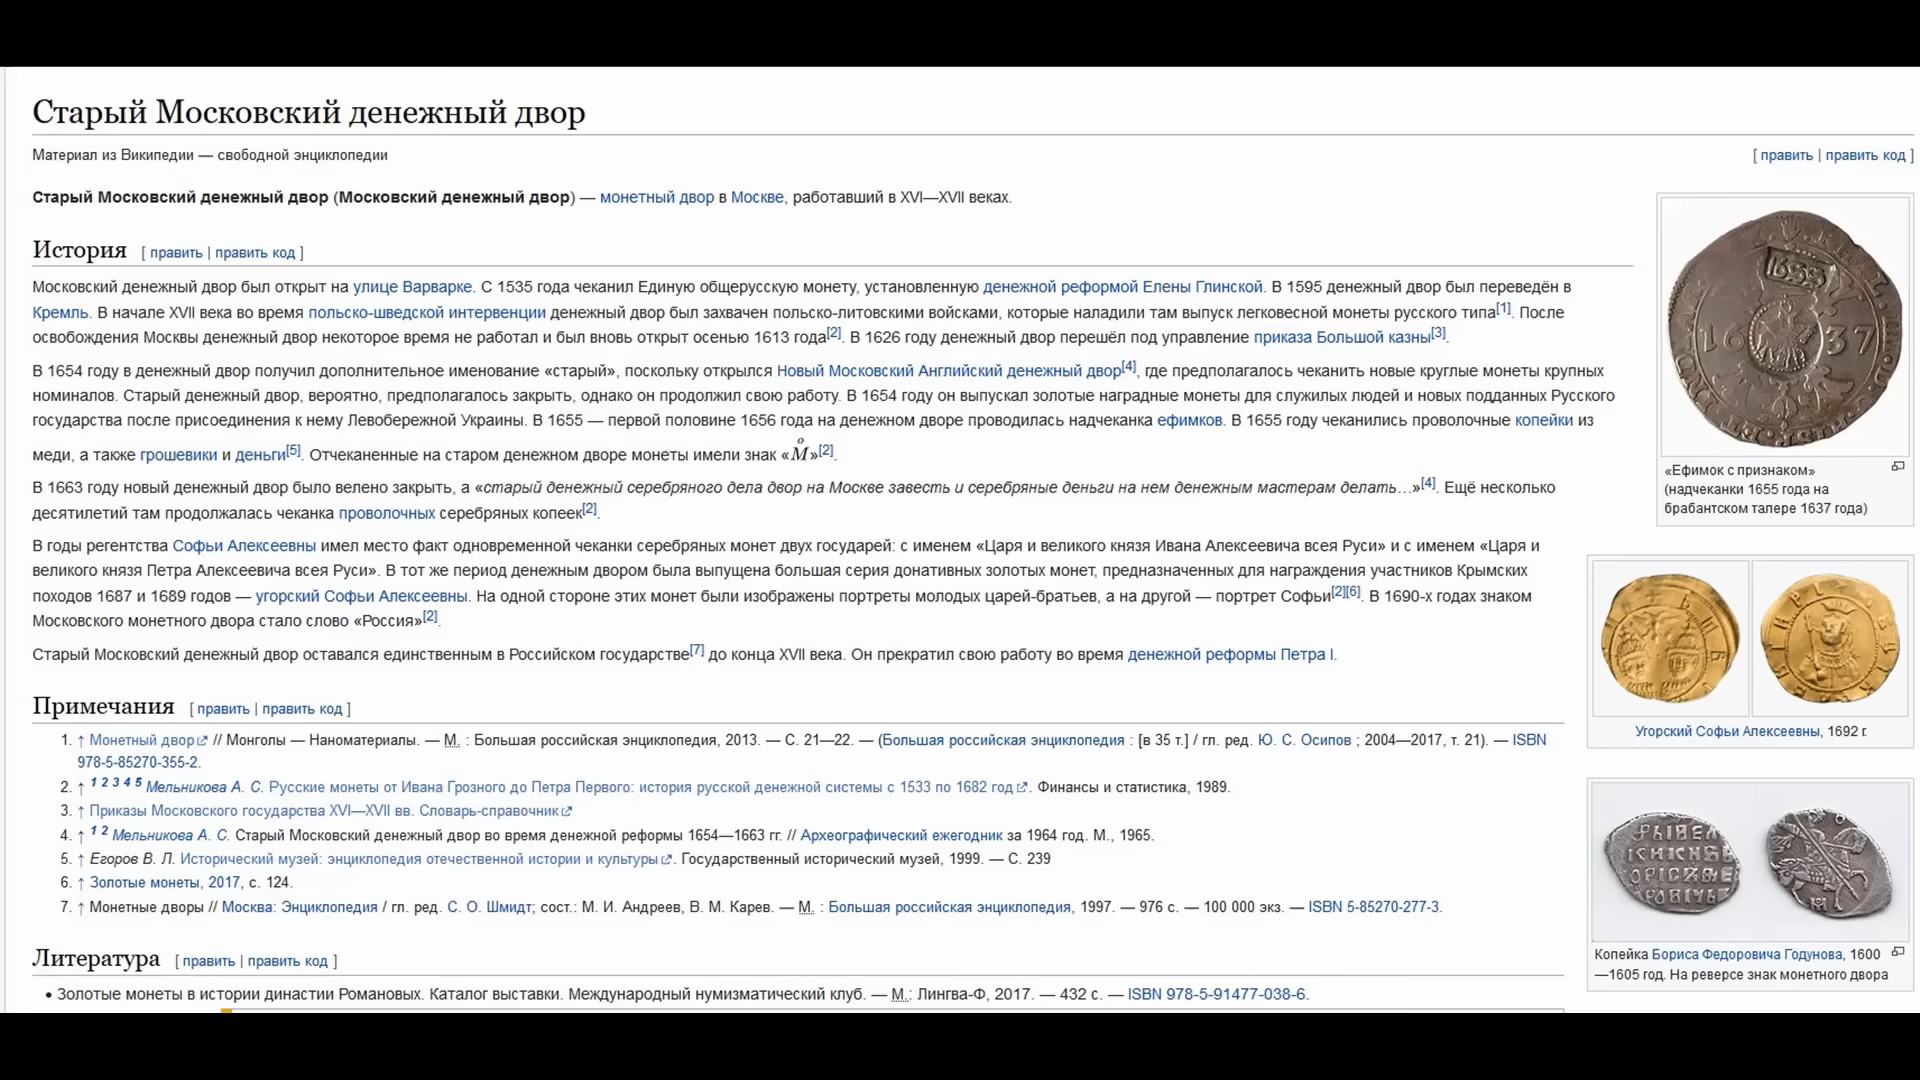 Старый Московский денежный двор
Материал из Википедии — свободной энциклопедии
[ править | править код ]
Старый Московский денежный двор (Московский денежный двор) — монетный двор в Москве, работавший в XVI—XVII веках.
История [ править | править код ]
Московский денежный двор был открыт на улице Варварке. С 1535 года чеканил Единую общерусскую монету, установленную денежной реформой Елены Глинской. В 1595 денежный двор был переведён в
Кремль. В начале XVII века во время польско-шведской интервенции денежный двор был захвачен польско-литовскими войсками, которые наладили там выпуск легковесной монеты русского типа[1]. После
освобождения Москвы денежный двор некоторое время не работал и был вновь открыт осенью 1613 года[2]. В 1626 году денежный двор перешёл под управление приказа Большой казны[3].
В 1654 году в денежный двор получил дополнительное именование «старый», поскольку открылся Новый Московский Английский денежный двор[4], где предполагалось чеканить новые круглые монеты крупных
номиналов. Старый денежный двор, вероятно, предполагалось закрыть, однако он продолжил свою работу. В 1654 году он выпускал золотые наградные монеты для служилых людей и новых подданных Русского
государства после присоединения к нему Левобережной Украины. В 1655 — первой половине 1656 года на денежном дворе проводилась надчеканка ефимков. В 1655 году чеканились проволочные копейки из
меди, а также грошевики и деньги[5]. Отчеканенные на старом денежном дворе монеты имели знак «M̊»[2].
В 1663 году новый денежный двор было велено закрыть, а «старый денежный серебряного дела двор на Москве завесть и серебряные деньги на нем денежным мастерам делать…»[4]. Ещё несколько
десятилетий там продолжалась чеканка проволочных серебряных копеек[2].
В годы регентства Софьи Алексеевны имел место факт одновременной чеканки серебряных монет двух государей: с именем «Царя и великого князя Ивана Алексеевича всея Руси» и с именем «Царя и
великого князя Петра Алексеевича всея Руси». В тот же период денежным двором была выпущена большая серия донативных золотых монет, предназначенных для награждения участников Крымских
походов 1687 и 1689 годов — угорский Софьи Алексеевны. На одной стороне этих монет были изображены портреты молодых царей-братьев, а на другой — портрет Софьи[2][6]. В 1690-х годах знаком
Московского монетного двора стало слово «Россия»[2].
Старый Московский денежный двор оставался единственным в Российском государстве[7] до конца XVII века. Он прекратил свою работу во время денежной реформы Петра I.
Примечания [ править | править код ]
1. ↑ Монетный двор // Монголы — Наноматериалы. — М. : Большая российская энциклопедия, 2013. — С. 21—22. — (Большая российская энциклопедия : [в 35 т.] / гл. ред. Ю. С. Осипов ; 2004—2017, т. 21). — ISBN
978-5-85270-355-2.
2. ↑ 1 2 3 4 5 Мельникова А. С. Русские монеты от Ивана Грозного до Петра Первого: история русской денежной системы с 1533 по 1682 год. Финансы и статистика, 1989.
3. ↑ Приказы Московского государства XVI—XVII вв. Словарь-справочник
4. ↑ 1 2 Мельникова А. С. Старый Московский денежный двор во время денежной реформы 1654—1663 гг. // Археографический ежегодник за 1964 год. М., 1965.
5. ↑ Егоров В. Л. Исторический музей: энциклопедия отечественной истории и культуры. Государственный исторический музей, 1999. — С. 239
6. ↑ Золотые монеты, 2017, с. 124.
7. ↑ Монетные дворы // Москва: Энциклопедия / гл. ред. С. О. Шмидт; сост.: М. И. Андреев, В. М. Карев. — М. : Большая российская энциклопедия, 1997. — 976 с. — 100 000 экз. — ISBN 5-85270-277-3.
Литература [ править | править код ]
• Золотые монеты в истории династии Романовых. Каталог выставки. Международный нумизматический клуб. — М.: Лингва-Ф, 2017. — 432 с. — ISBN 978-5-91477-038-6.
1655
16 37
«Ефимок с признаком»
(надчеканки 1655 года на
брабантском талере 1637 года)
Угорский Софьи Алексеевны, 1692 г.
Копейка Бориса Федоровича Годунова, 1600
—1605 год. На реверсе знак монетного двора